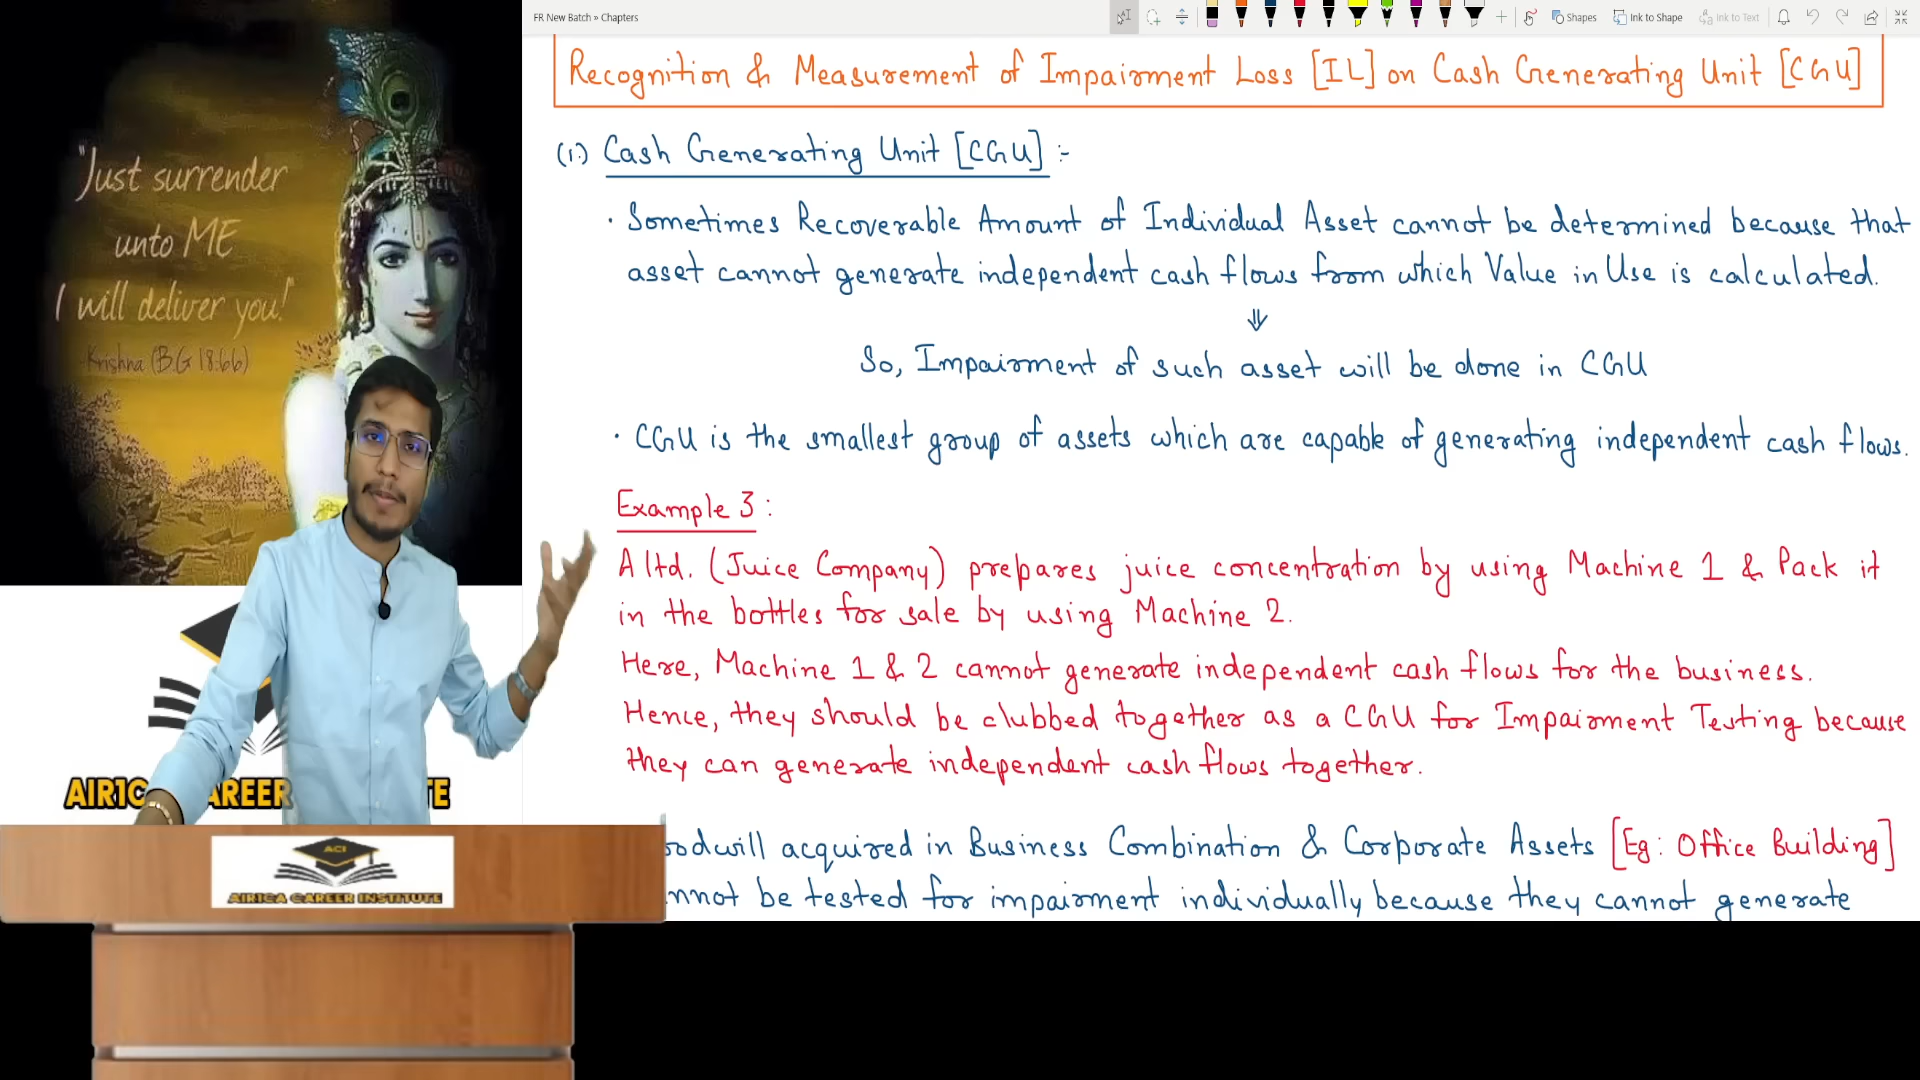 FR New Batch » Chapters
Shapes
Ink to Shape
Ink to Text
Recognition & Measurement of Impairment Loss [IL] on Cash Generating Unit [CGU]
(1.) Cash Generating Unit [CGU] :-
• Sometimes Recoverable Amount of Individual Asset cannot be determined because that
asset cannot generate independent cash flows from which Value in Use is calculated.
⇓
So, Impairment of such asset will be done in CGU
• CGU is the smallest group of assets which are capable of generating independent cash flows.
Example 3 :
A ltd. (Juice Company) prepares juice concentration by using Machine 1 & Pack it
in the bottles for sale by using Machine 2.
Here, Machine 1 & 2 cannot generate independent cash flows for the business.
Hence, they should be clubbed together as a CGU for Impairment Testing because
they can generate independent cash flows together.
oodwill acquired in Business Combination & Corporate Assets [Eg: Office Building]
nnot be tested for impairment individually because they cannot generate
"Just surrender
unto ME
I will deliver you!"
-Krishna (B.G 18:66)
AIR1C AREER TE
ACI
AIR1CA CAREER INSTITUTE